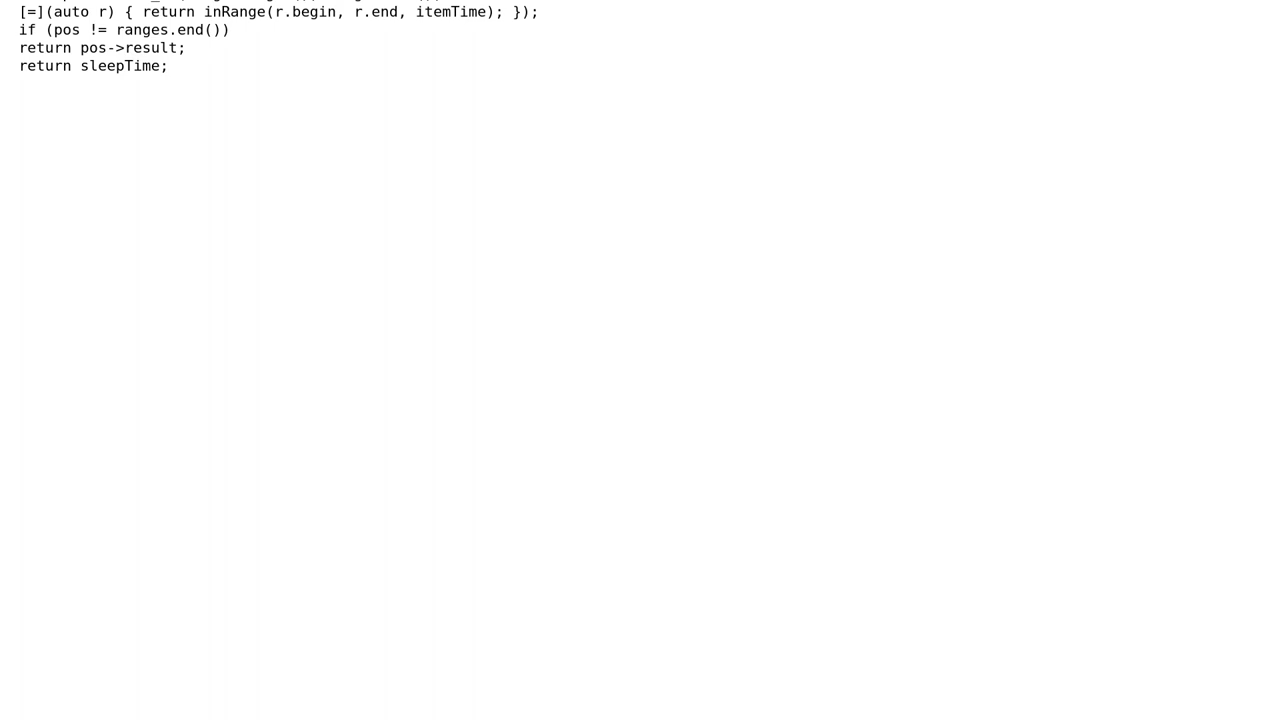 [=](auto r) { return inRange(r.begin, r.end, itemTime); });
if (pos != ranges.end())
return pos->result;
return sleepTime;